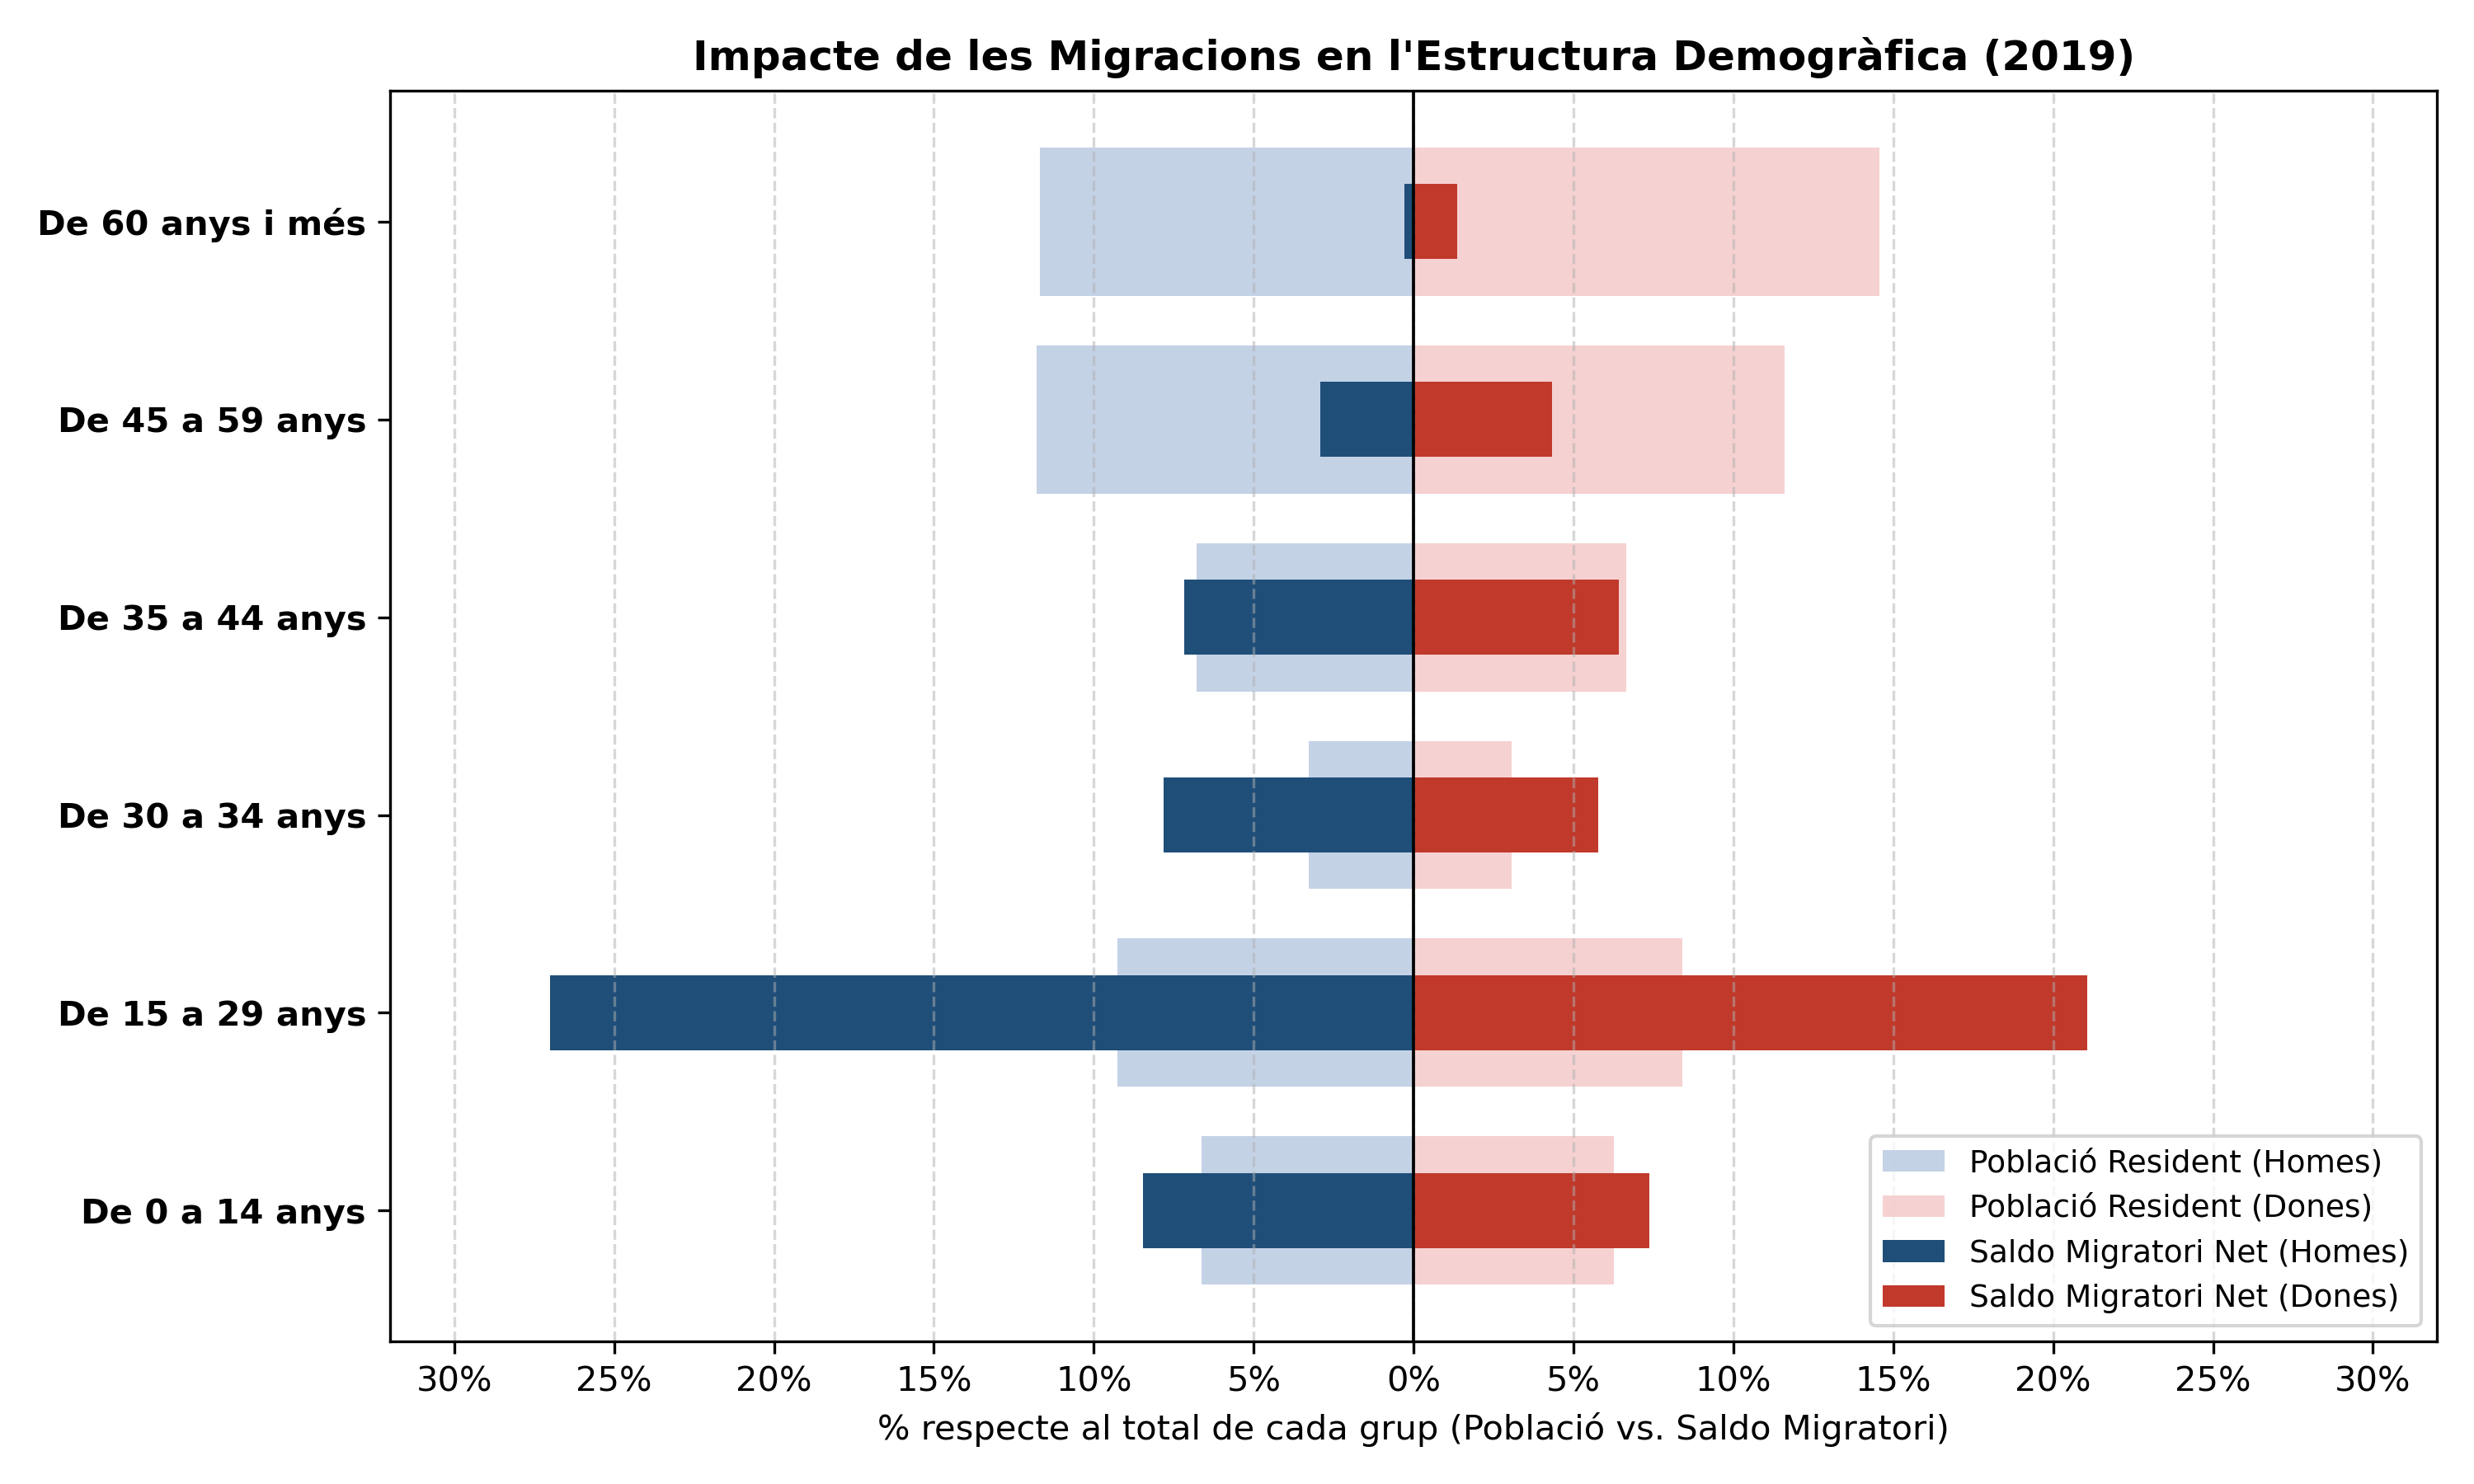 Impacte de les Migracions en l'Estructura Demogràfica (2019)
De 60 anys i més
De 45 a 59 anys
De 35 a 44 anys
De 30 a 34 anys
De 15 a 29 anys
De 0 a 14 anys
Població Resident (Homes)
Població Resident (Dones)
Saldo Migratori Net (Homes)
Saldo Migratori Net (Dones)
30% 25% 20% 15% 10% 5% 0% 5% 10% 15% 20% 25% 30%
% respecte al total de cada grup (Població vs. Saldo Migratori)